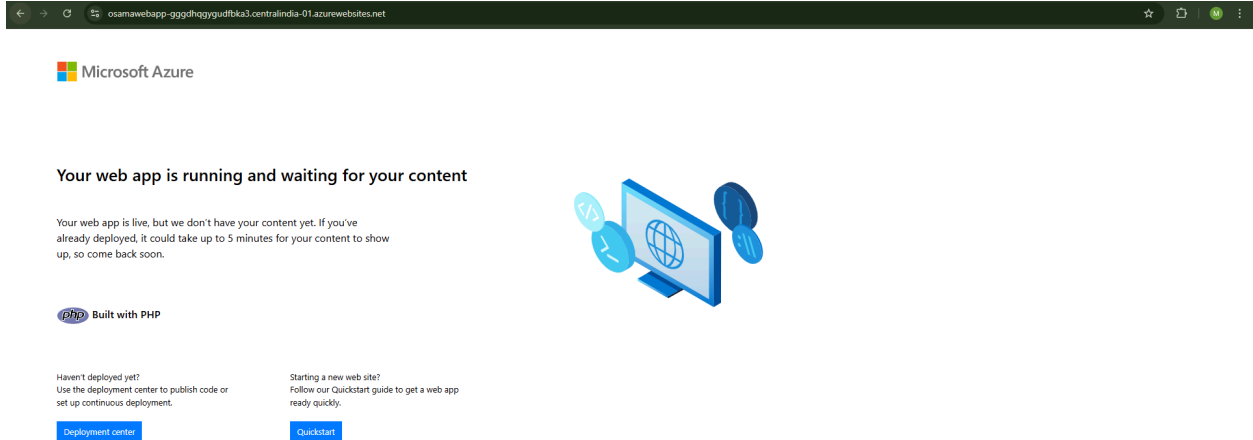 osamawebapp-gggdhqgygudfbka3.centralindia-01.azurewebsites.net
M
Microsoft Azure
Your web app is running and waiting for your content
Your web app is live, but we don't have your content yet. If you've
already deployed, it could take up to 5 minutes for your content to show
up, so come back soon.
php Built with PHP
Haven't deployed yet?
Use the deployment center to publish code or
set up continuous deployment.
Deployment center
Starting a new web site?
Follow our Quickstart guide to get a web app
ready quickly.
Quickstart